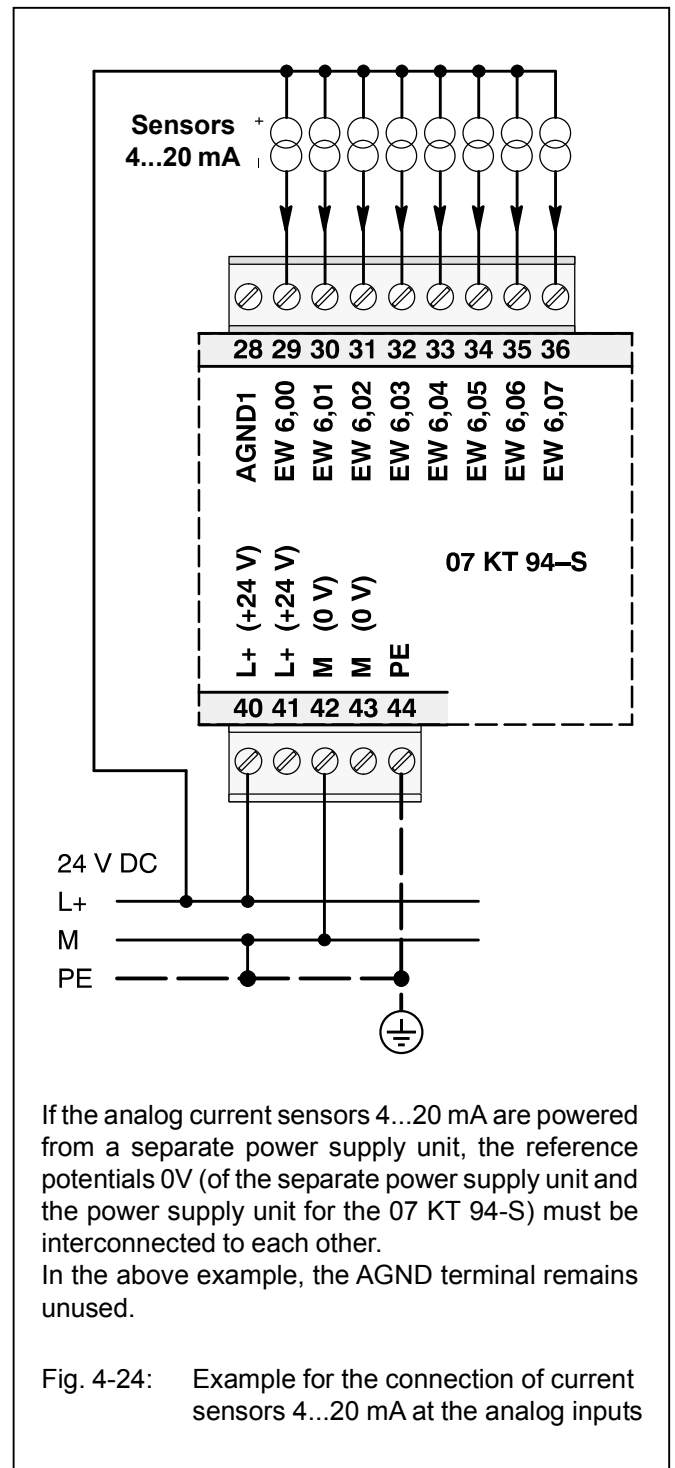 Sensors +
4...20 mA –
28 29 30 31 32 33 34 35 36
AGND1
EW 6,00
EW 6,01
EW 6,02
EW 6,03
EW 6,04
EW 6,05
EW 6,06
EW 6,07
L+ (+24 V)
L+ (+24 V)
M (0 V)
M (0 V)
PE
07 KT 94–S
40 41 42 43 44
24 V DC
L+
M
PE
If the analog current sensors 4...20 mA are powered
from a separate power supply unit, the reference
potentials 0V (of the separate power supply unit and
the power supply unit for the 07 KT 94-S) must be
interconnected to each other.
In the above example, the AGND terminal remains
unused.
Fig. 4-24: Example for the connection of current
sensors 4...20 mA at the analog inputs